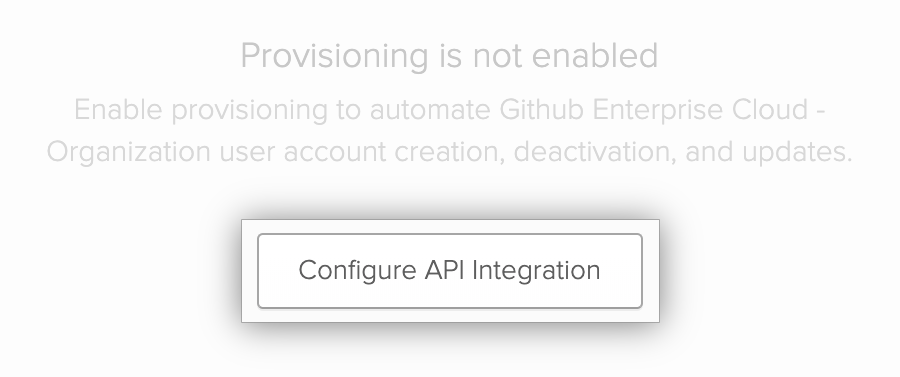 Provisioning is not enabled
Enable provisioning to automate Github Enterprise Cloud -
Organization user account creation, deactivation, and updates.
Configure API Integration